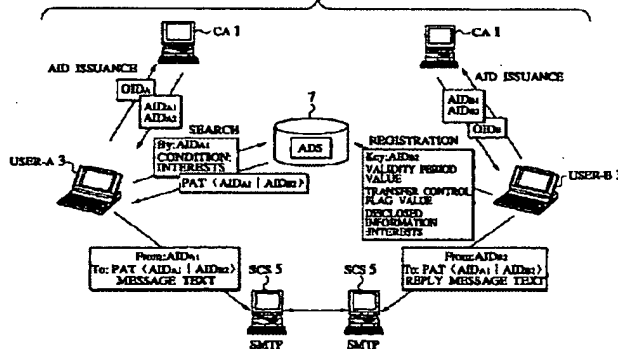 CA 1
CA 1
AID ISSUANCE
AID ISSUANCE
OIDA
AIDA1
AIDA2
AIDB1
AIDB2
OIDB
7
ADS
SEARCH
By:AIDA1
CONDITION:
INTERESTS
PAT <AIDA1 | AIDB2>
REGISTRATION
Key:AIDB2
VALIDITY PERIOD
VALUE
TRANSFER CONTROL
FLAG VALUE
DISCLOSED
INFORMATION
:INTERESTS
USER-A 3
USER-B 3
From:AIDA1
To: PAT <AIDA1 | AIDB2>
MESSAGE TEXT
From:AIDB2
To: PAT <AIDA1 | AIDB2>
REPLY MESSAGE TEXT
SCS 5
SCS 5
SMTP
SMTP